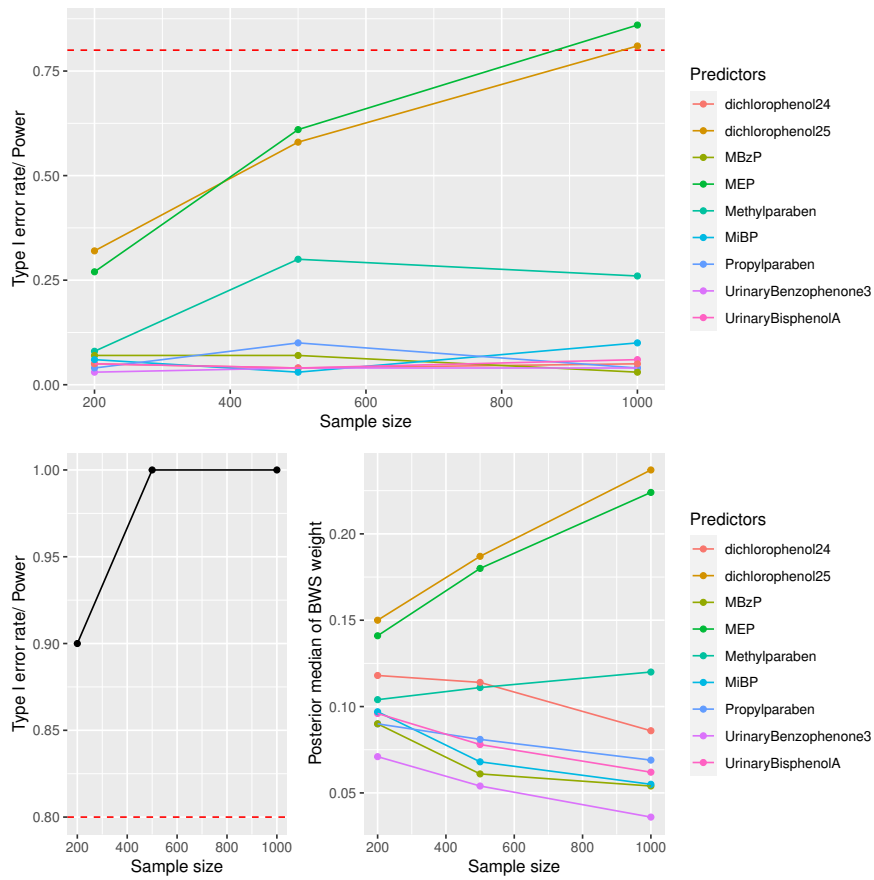 Type I error rate/ Power
0.75
0.50
0.25
0.00
200
400
600
800
1000
Sample size
Predictors
dichlorophenol24
dichlorophenol25
MBzP
MEP
Methylparaben
MiBP
Propylparaben
UrinaryBenzophenone3
UrinaryBisphenolA
Type I error rate/ Power
1.00
0.95
0.90
0.85
0.80
200
400
600
800
1000
Sample size
Posterior median of BWS weight
0.20
0.15
0.10
0.05
200
400
600
800
1000
Sample size
Predictors
dichlorophenol24
dichlorophenol25
MBzP
MEP
Methylparaben
MiBP
Propylparaben
UrinaryBenzophenone3
UrinaryBisphenolA